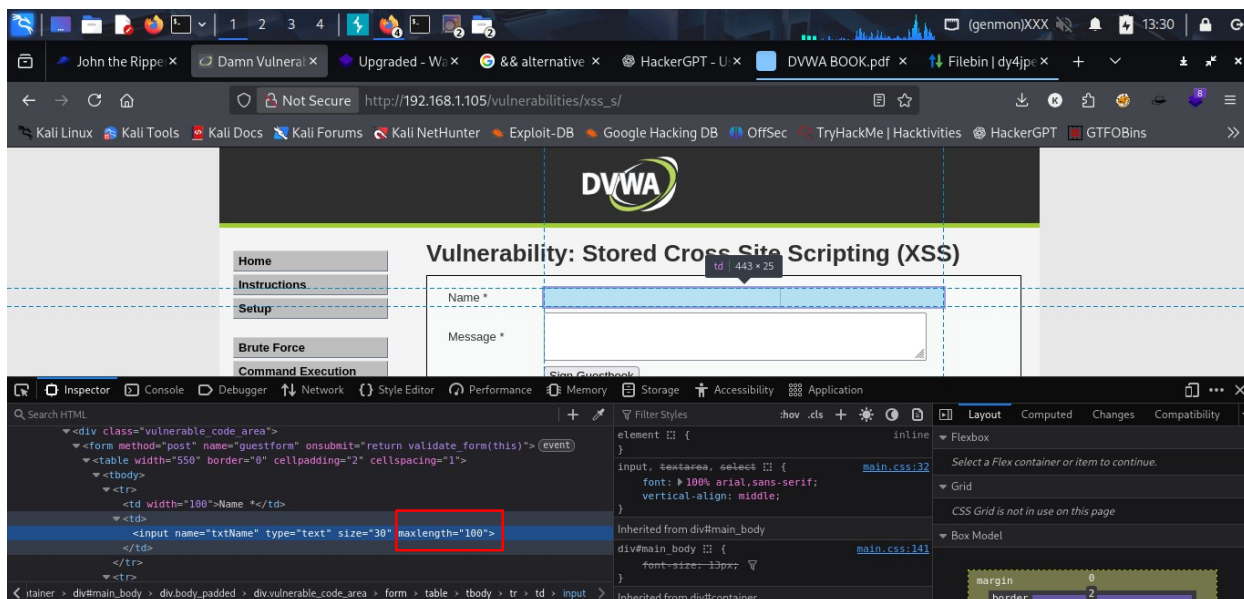 1 2 3 4 (genmon)XXX 13:30
John the Ripper Damn Vulnerab Upgraded - Wa && alternative HackerGPT - U DVWA BOOK.pdf Filebin | dy4jpe
Not Secure http://192.168.1.105/vulnerabilities/xss_s/
Kali Linux Kali Tools Kali Docs Kali Forums Kali NetHunter Exploit-DB Google Hacking DB OffSec TryHackMe | Hacktivities HackerGPT GTFOBins
DVWA
Vulnerability: Stored Cross Site Scripting (XSS)
td 443 × 25
Home
Instructions
Setup
Brute Force
Command Execution
Name *
Message *
Sign Guestbook
Inspector Console Debugger Network {} Style Editor Performance Memory Storage Accessibility Application
Search HTML
<div class="vulnerable_code_area">
<form method="post" name="guestform" onsubmit="return validate_form(this)"> event
<table width="550" border="0" cellpadding="2" cellspacing="1">
<tbody>
<tr>
<td width="100">Name *</td>
<td>
<input name="txtName" type="text" size="30" maxlength="100">
</td>
</tr>
<tr>
ntainer > div#main_body > div.body_padded > div.vulnerable_code_area > form > table > tbody > tr > td > input
Filter Styles :hov .cls +
element { inline
}
input, textarea, select { main.css:32
font: 100% arial,sans-serif;
vertical-align: middle;
}
Inherited from div#main_body
div#main_body { main.css:141
font-size: 13px;
}
Inherited from div#container
Layout Computed Changes Compatibility
Flexbox
Select a Flex container or item to continue.
Grid
CSS Grid is not in use on this page
Box Model
margin 0
border 2